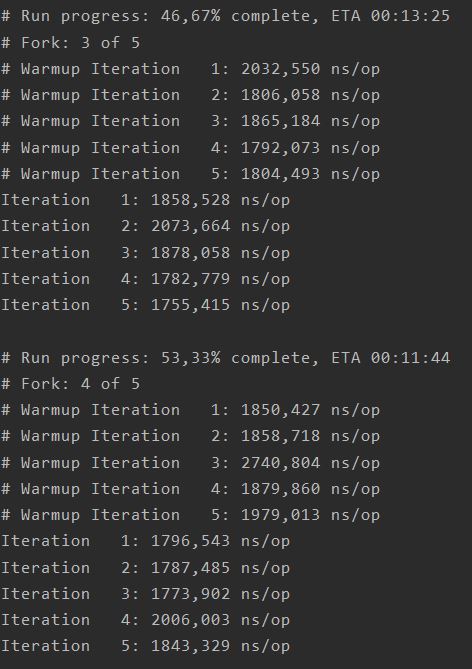 # Run progress: 46,67% complete, ETA 00:13:25
# Fork: 3 of 5
# Warmup Iteration   1: 2032,550 ns/op
# Warmup Iteration   2: 1806,058 ns/op
# Warmup Iteration   3: 1865,184 ns/op
# Warmup Iteration   4: 1792,073 ns/op
# Warmup Iteration   5: 1804,493 ns/op
Iteration   1: 1858,528 ns/op
Iteration   2: 2073,664 ns/op
Iteration   3: 1878,058 ns/op
Iteration   4: 1782,779 ns/op
Iteration   5: 1755,415 ns/op

# Run progress: 53,33% complete, ETA 00:11:44
# Fork: 4 of 5
# Warmup Iteration   1: 1850,427 ns/op
# Warmup Iteration   2: 1858,718 ns/op
# Warmup Iteration   3: 2740,804 ns/op
# Warmup Iteration   4: 1879,860 ns/op
# Warmup Iteration   5: 1979,013 ns/op
Iteration   1: 1796,543 ns/op
Iteration   2: 1787,485 ns/op
Iteration   3: 1773,902 ns/op
Iteration   4: 2006,003 ns/op
Iteration   5: 1843,329 ns/op